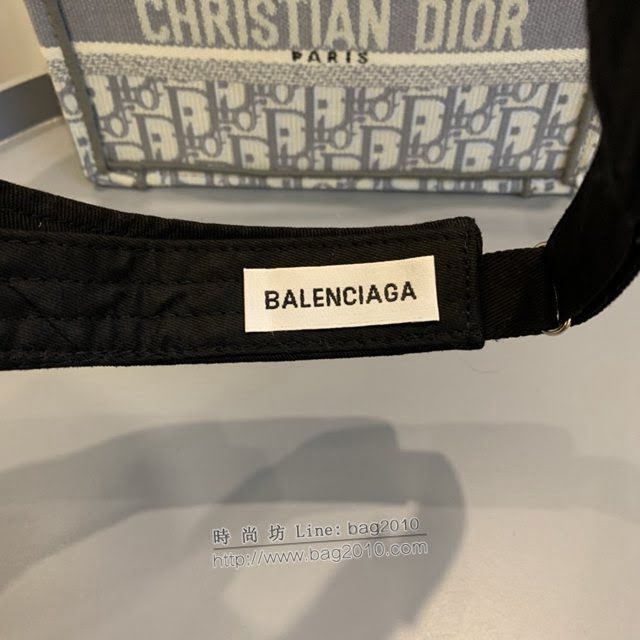 CHRISTIAN DIOR
PARIS
BALENCIAGA
時尚坊 Line: bag2010
http://www.bag2010.com